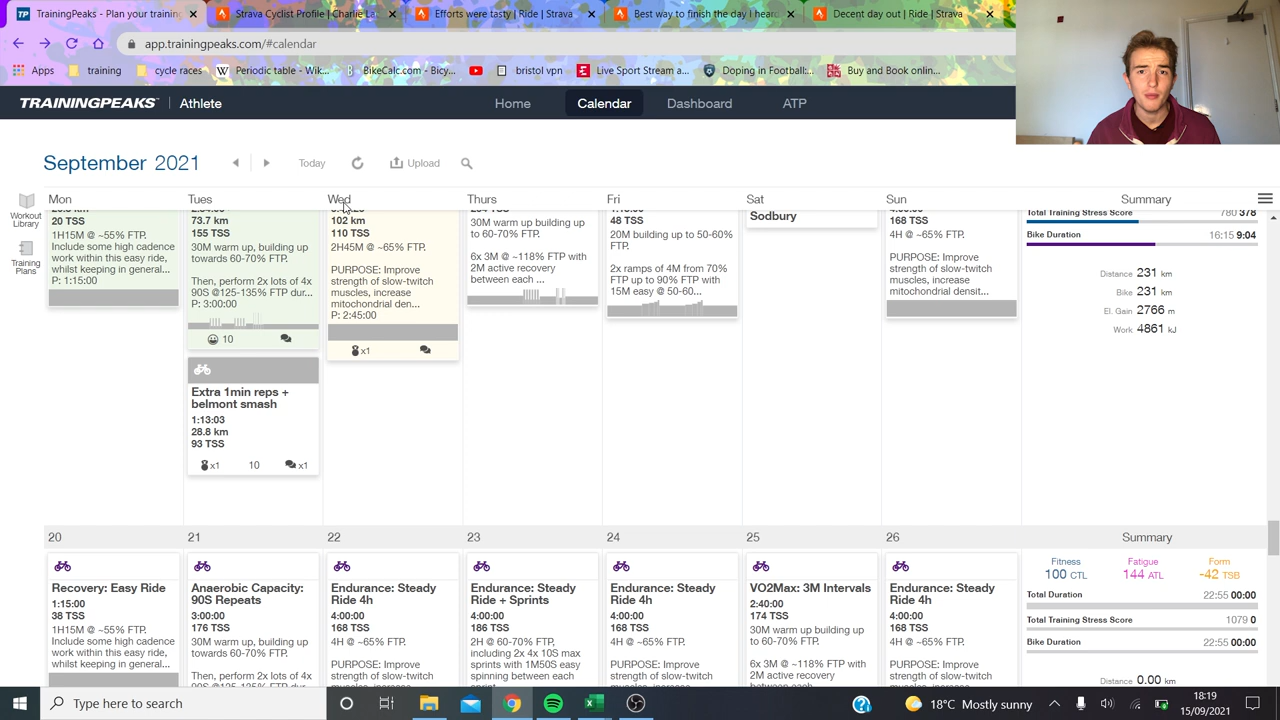 TrainingPeaks - Plan your training
Strava Cyclist Profile | Charlie La
Efforts were tasty | Ride | Strava
Best way to finish the day I heard
Decent day out | Ride | Strava
app.trainingpeaks.com/#calendar
Apps
training
cycle races
Periodic table - Wik...
BikeCalc.com - Bicy...
bristol vpn
Live Sport Stream a...
Doping in Football:...
Buy and Book onlin...
TRAININGPEAKS
Athlete
Home
Calendar
Dashboard
ATP
September 2021
Today
Upload
Workout
Library
Training
Plans
Mon
Tues
Wed
Thurs
Fri
Sat
Sun
Summary
20 TSS
Include some high cadence
work within this easy ride,
whilst keeping in general...
P: 1:15:00
73.7 km
155 TSS
30M warm up, building up
towards 60-70% FTP.
Then, perform 2x lots of 4x
90S @125-135% FTP dur...
P: 3:00:00
10
Extra 1min reps +
belmont smash
1:13:03
28.8 km
93 TSS
x1
10
x1
102 km
110 TSS
2H45M @ ~65% FTP.
PURPOSE: Improve
strength of slow-twitch
muscles, increase
mitochondrial den...
P: 2:45:00
x1
30M warm up building up
to 60-70% FTP.
6x 3M @ ~118% FTP with
2M active recovery
between each ...
48 TSS
20M building up to 50-60%
FTP.
2x ramps of 4M from 70%
FTP up to 90% FTP with
15M easy @ 50-60...
Sodbury
168 TSS
4H @ ~65% FTP.
PURPOSE: Improve
strength of slow-twitch
muscles, increase
mitochondrial densit...
Total Training Stress Score 780 378
Bike Duration 16:15 9:04
Distance 231 km
Bike 231 km
El. Gain 2766 m
Work 4861 kJ
20
21
22
23
24
25
26
Summary
Recovery: Easy Ride
1:15:00
38 TSS
1H15M @ ~55% FTP.
Include some high cadence
work within this easy ride,
whilst keeping in general...
Anaerobic Capacity:
90S Repeats
3:00:00
176 TSS
30M warm up, building up
towards 60-70% FTP.
Then, perform 2x lots of 4x
90S @125-135% FTP dur...
Endurance: Steady
Ride 4h
4:00:00
168 TSS
4H @ ~65% FTP.
PURPOSE: Improve
strength of slow-twitch
muscles, increase
Endurance: Steady
Ride + Sprints
4:00:00
186 TSS
2H @ 60-70% FTP,
including 2x 4x 10S max
sprints with 1M50S easy
spinning between each
sprint
Endurance: Steady
Ride 4h
4:00:00
168 TSS
4H @ ~65% FTP.
PURPOSE: Improve
strength of slow-twitch
muscles, increase
VO2Max: 3M Intervals
2:40:00
174 TSS
30M warm up building up
to 60-70% FTP.
6x 3M @ ~118% FTP with
2M active recovery
between each
Endurance: Steady
Ride 4h
4:00:00
168 TSS
4H @ ~65% FTP.
PURPOSE: Improve
strength of slow-twitch
muscles, increase
Fitness
100 CTL
Fatigue
144 ATL
Form
-42 TSB
Total Duration 22:55 00:00
Total Training Stress Score 1079 0
Bike Duration 22:55 00:00
Distance 0.00 km
Type here to search
18°C Mostly sunny
18:19
15/09/2021